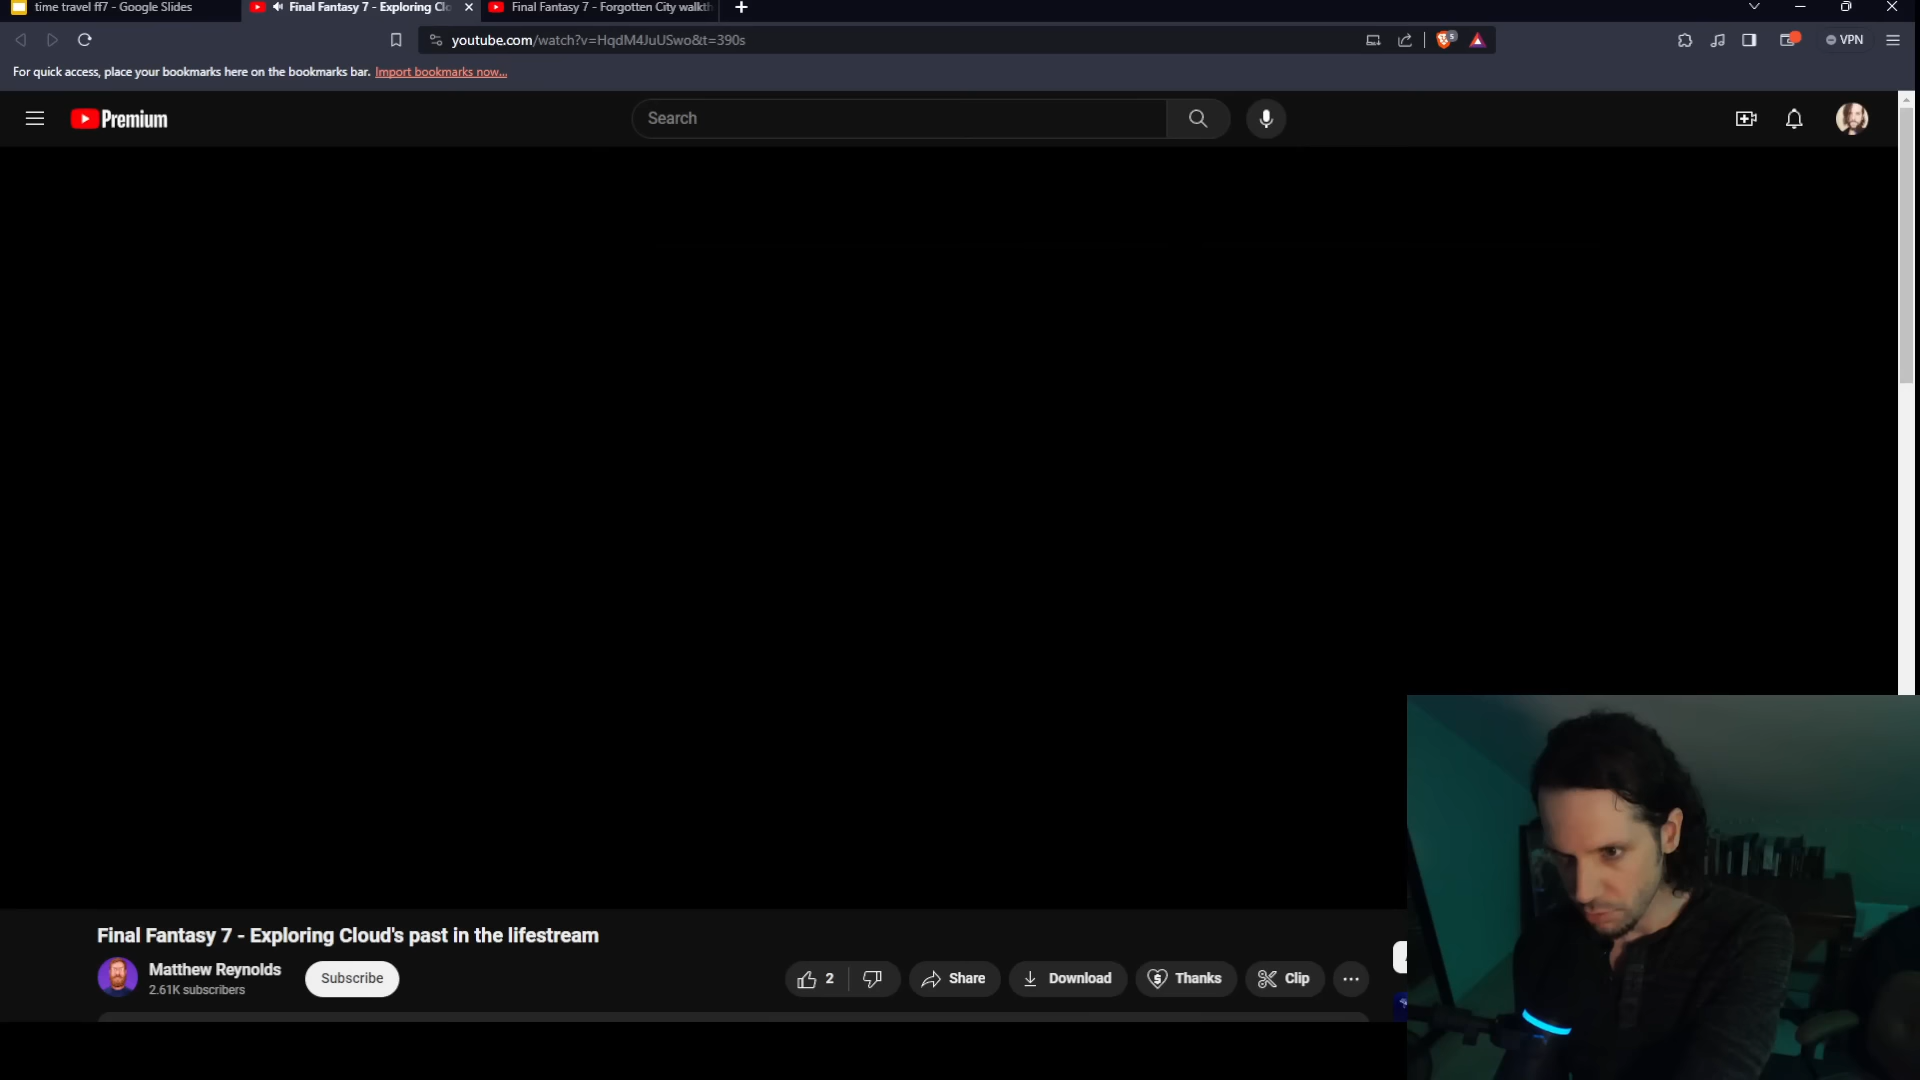 time travel ff7 - Google Slides
Final Fantasy 7 - Exploring Cl
Final Fantasy 7 - Forgotten City walkth
youtube.com/watch?v=HqdM4JuUSwo&t=390s
5
VPN
For quick access, place your bookmarks here on the bookmarks bar. Import bookmarks now...
Premium
Search
Final Fantasy 7 - Exploring Cloud's past in the lifestream
Matthew Reynolds
2.61K subscribers
Subscribe
2
Share
Download
Thanks
Clip